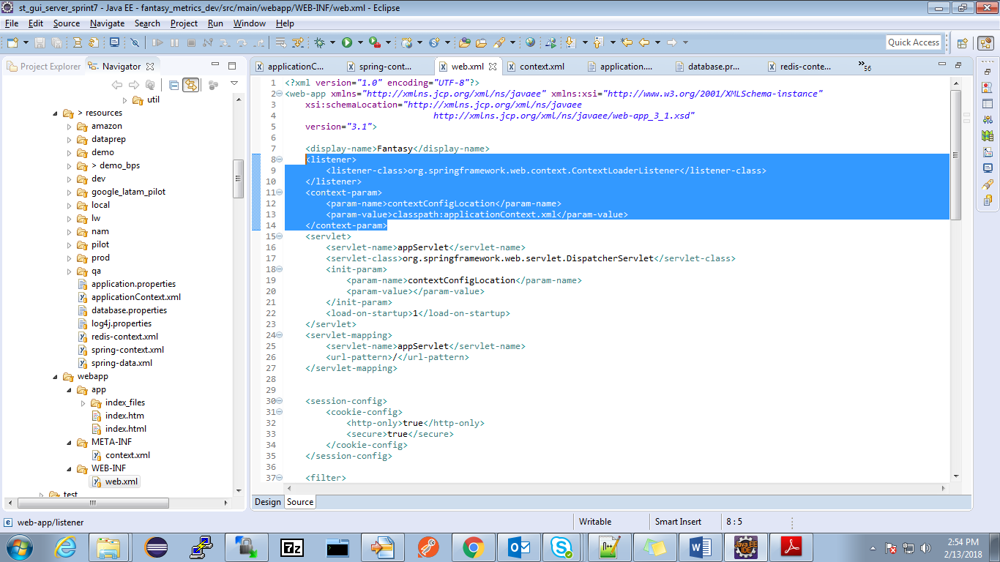 st_gui_server_sprint7 - Java EE - fantasy_metrics_dev/src/main/webapp/WEB-INF/web.xml - Eclipse
File Edit Source Navigate Search Project Run Window Help
Quick Access
Project Explorer Navigator
applicationC... spring-cont... web.xml context.xml application.... database.pr... redis-conte... »56
util
> resources
amazon
dataprep
demo
> demo_bps
dev
google_latam_pilot
local
lw
nam
pilot
prod
qa
application.properties
applicationContext.xml
database.properties
log4j.properties
redis-context.xml
spring-context.xml
spring-data.xml
webapp
app
index_files
index.htm
index.html
META-INF
context.xml
WEB-INF
web.xml
test
1 <?xml version="1.0" encoding="UTF-8"?>
2 <web-app xmlns="http://xmlns.jcp.org/xml/ns/javaee" xmlns:xsi="http://www.w3.org/2001/XMLSchema-instance"
3 xsi:schemaLocation="http://xmlns.jcp.org/xml/ns/javaee
4 http://xmlns.jcp.org/xml/ns/javaee/web-app_3_1.xsd"
5 version="3.1">
6
7 <display-name>Fantasy</display-name>
8 <listener>
9 <listener-class>org.springframework.web.context.ContextLoaderListener</listener-class>
10 </listener>
11 <context-param>
12 <param-name>contextConfigLocation</param-name>
13 <param-value>classpath:applicationContext.xml</param-value>
14 </context-param>
15 <servlet>
16 <servlet-name>appServlet</servlet-name>
17 <servlet-class>org.springframework.web.servlet.DispatcherServlet</servlet-class>
18 <init-param>
19 <param-name>contextConfigLocation</param-name>
20 <param-value></param-value>
21 </init-param>
22 <load-on-startup>1</load-on-startup>
23 </servlet>
24 <servlet-mapping>
25 <servlet-name>appServlet</servlet-name>
26 <url-pattern>/</url-pattern>
27 </servlet-mapping>
28
29
30 <session-config>
31 <cookie-config>
32 <http-only>true</http-only>
33 <secure>true</secure>
34 </cookie-config>
35 </session-config>
36
37 <filter>
Design Source
web-app/listener Writable Smart Insert 8 : 5
7z
Java EE IDE
2:54 PM
2/13/2018